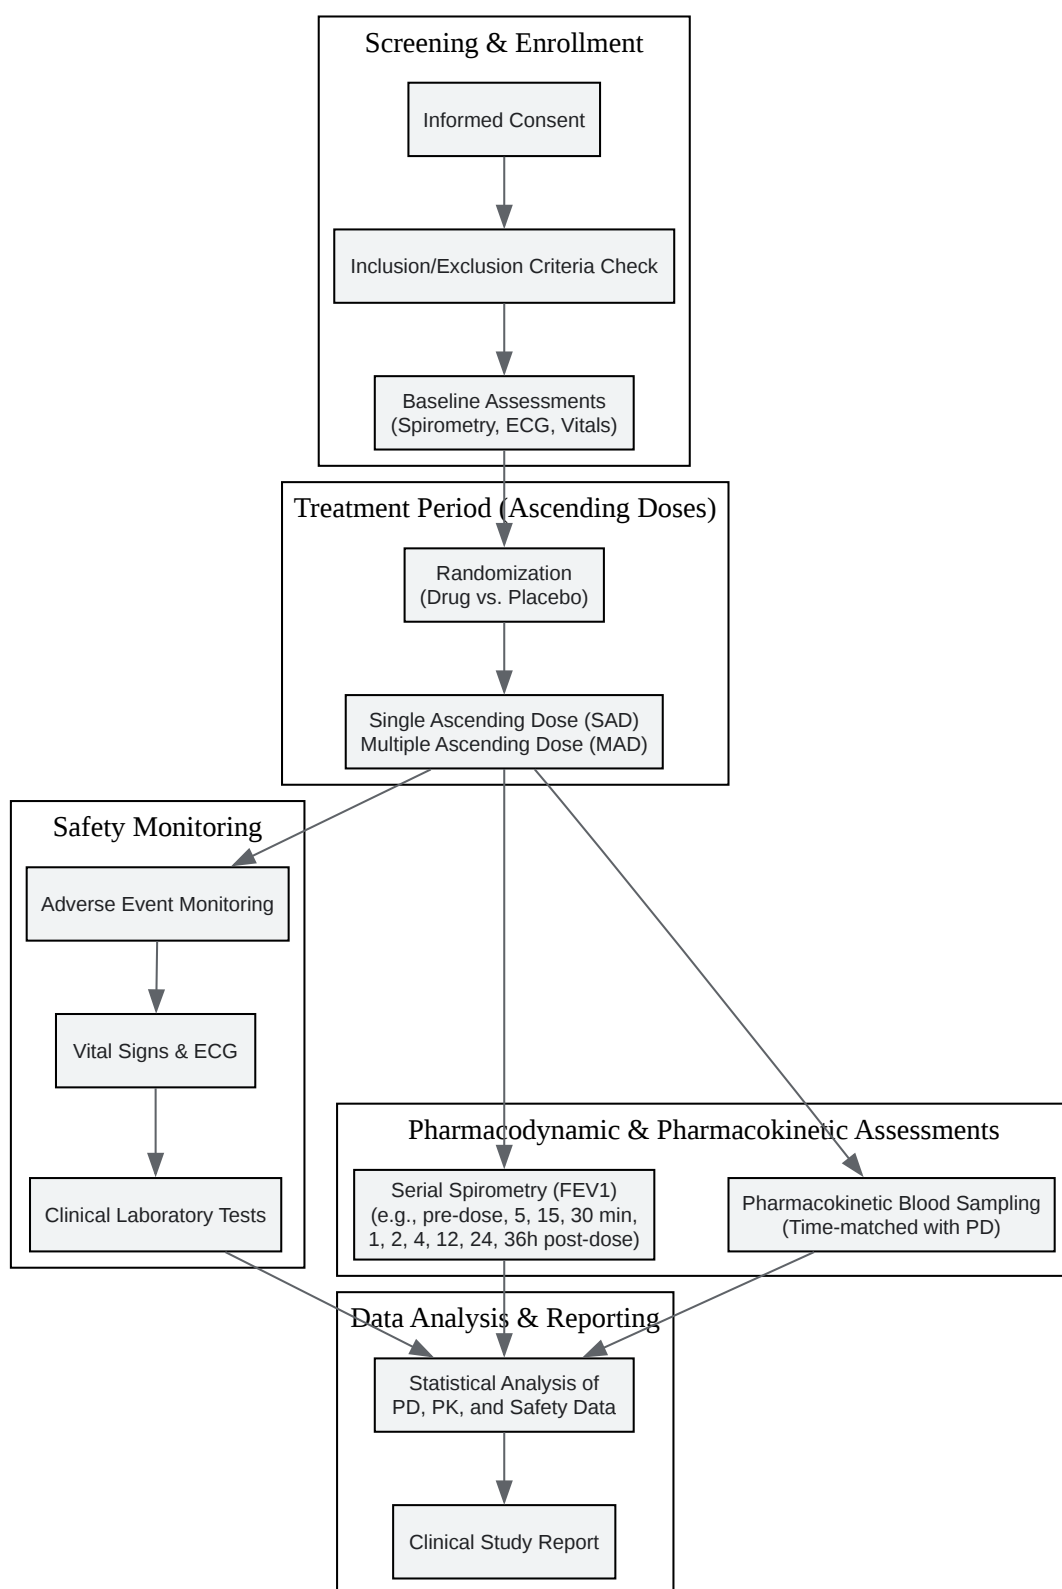 Screening & Enrollment
Informed Consent
Inclusion/Exclusion Criteria Check
Baseline Assessments
(Spirometry, ECG, Vitals)
Treatment Period (Ascending Doses)
Randomization
(Drug vs. Placebo)
Single Ascending Dose (SAD)
Multiple Ascending Dose (MAD)
Safety Monitoring
Adverse Event Monitoring
Vital Signs & ECG
Clinical Laboratory Tests
Pharmacodynamic & Pharmacokinetic Assessments
Serial Spirometry (FEV1)
(e.g., pre-dose, 5, 15, 30 min,
1, 2, 4, 12, 24, 36h post-dose)
Pharmacokinetic Blood Sampling
(Time-matched with PD)
Data Analysis & Reporting
Statistical Analysis of
PD, PK, and Safety Data
Clinical Study Report